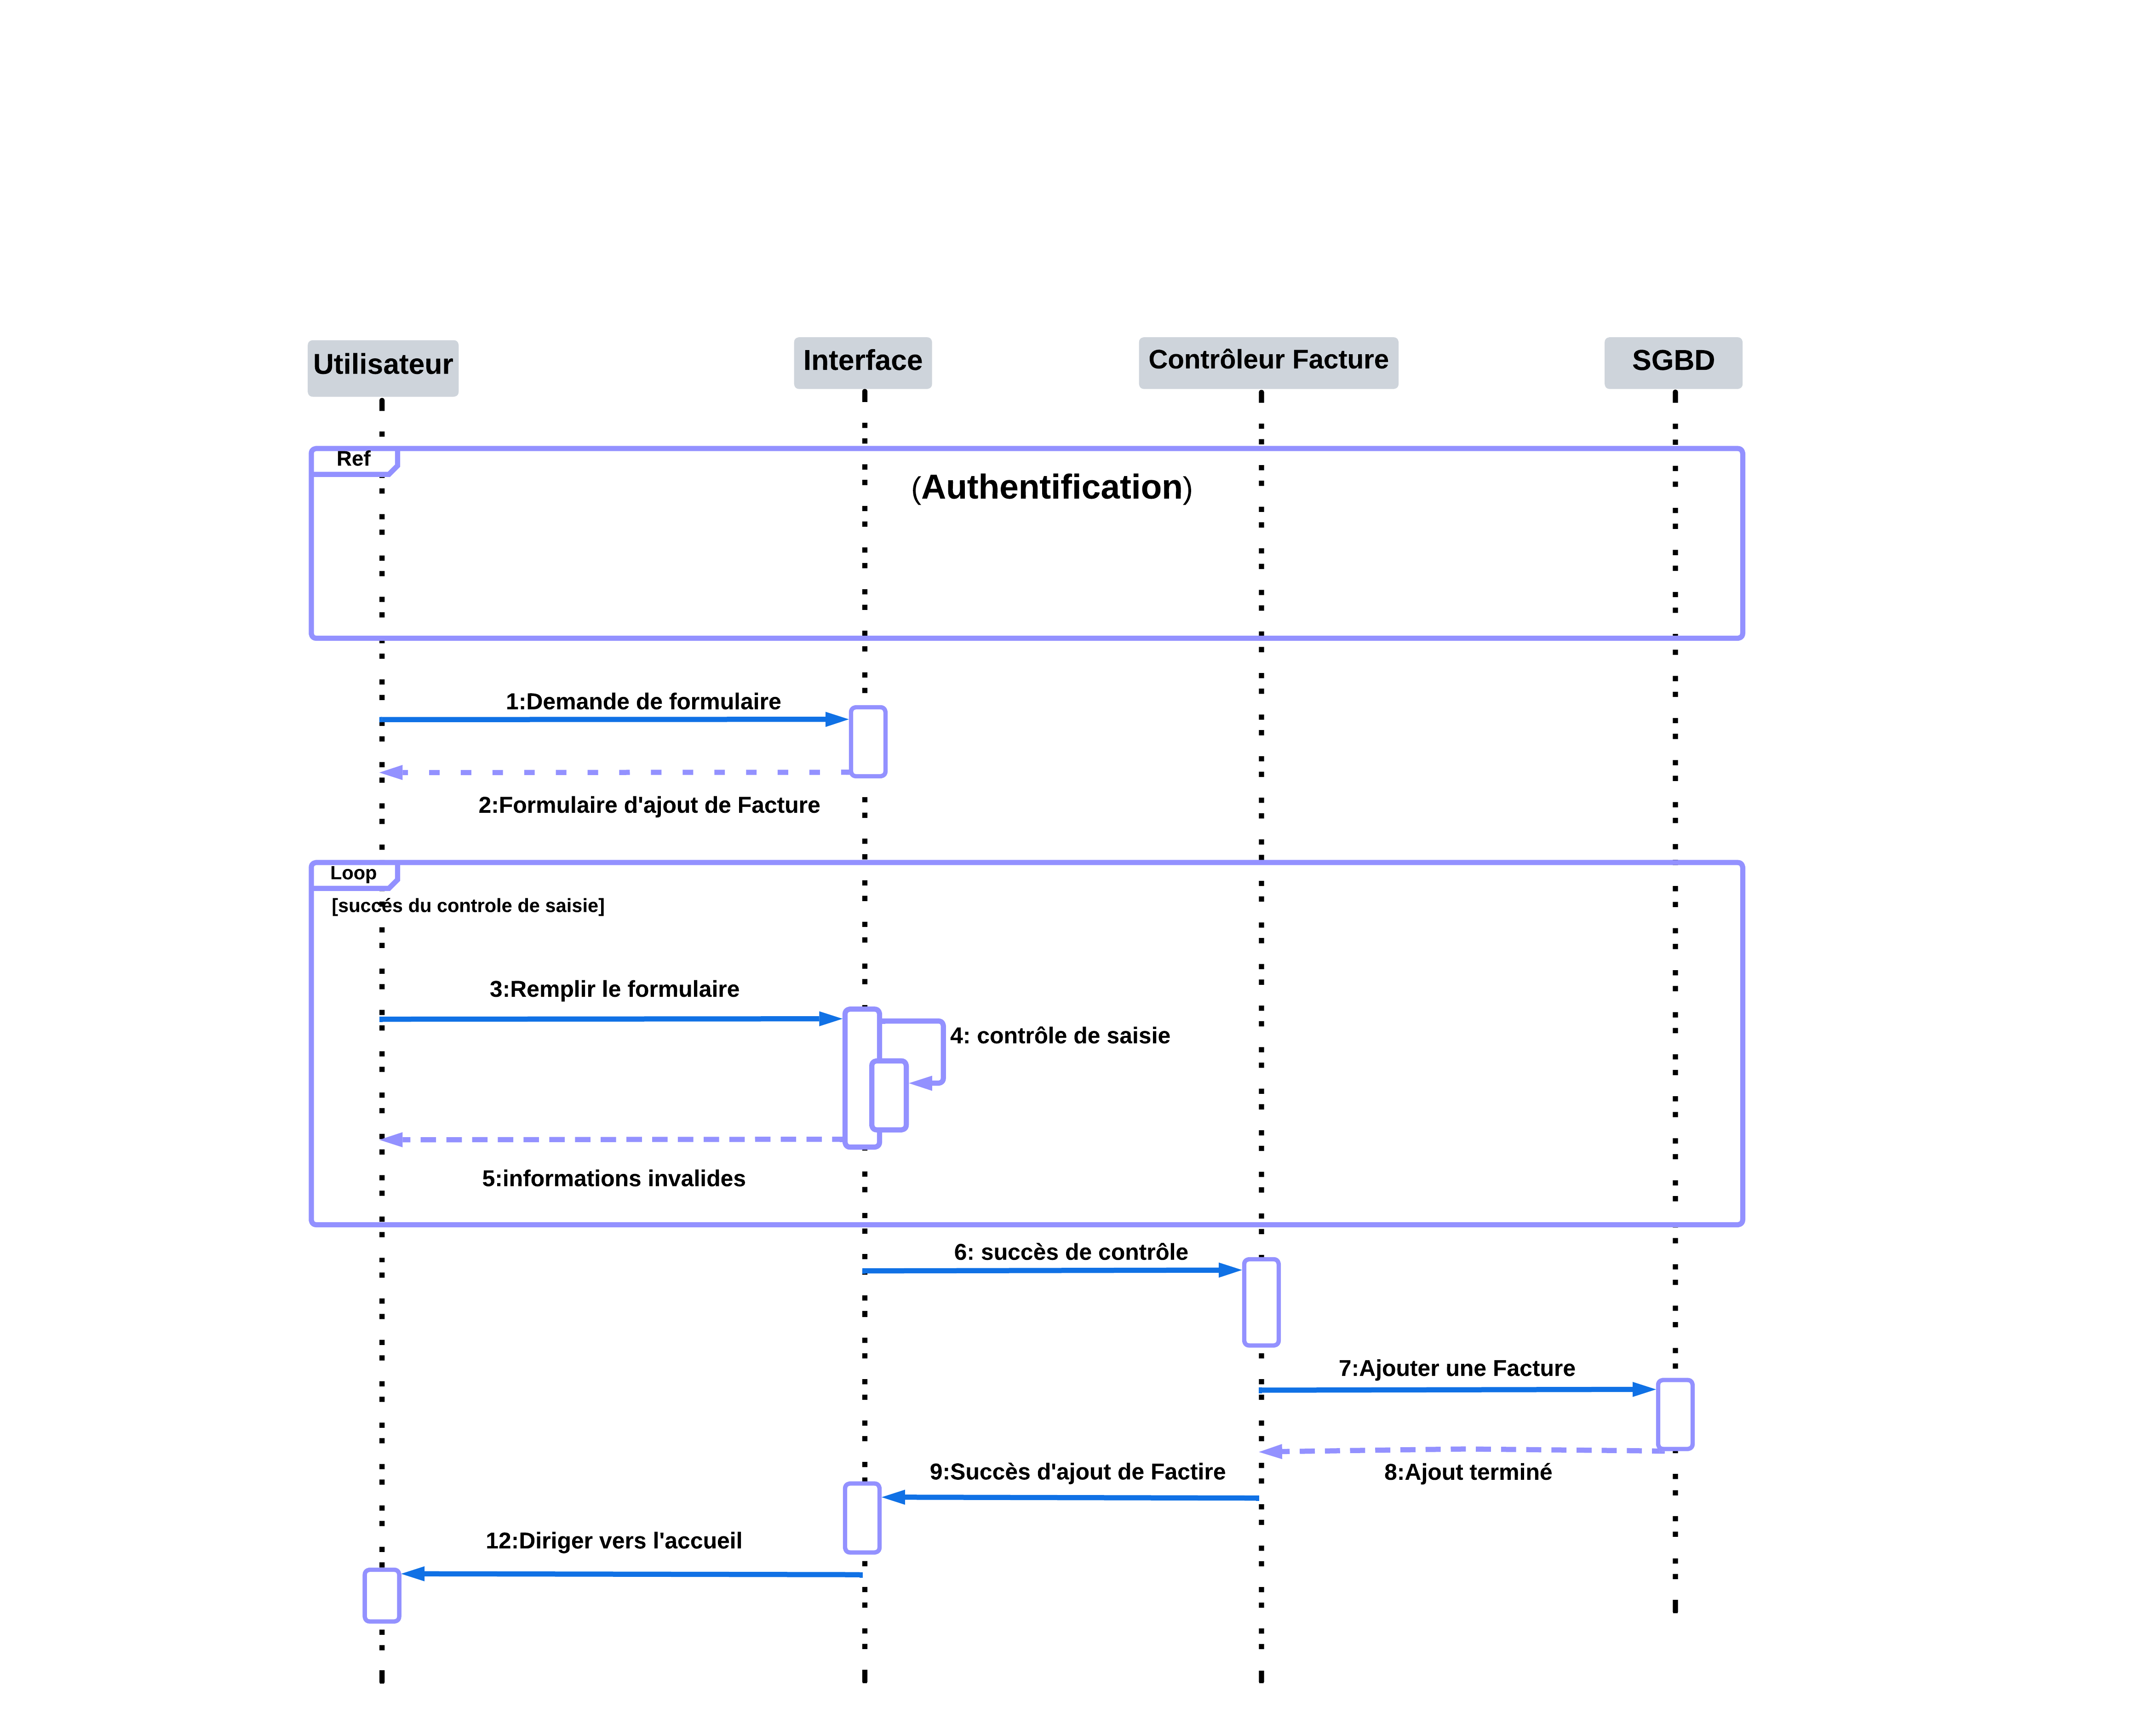 Utilisateur
Interface
Contrôleur Facture
SGBD
Ref
(Authentification)
1:Demande de formulaire
2:Formulaire d'ajout de Facture
Loop
[succés du controle de saisie]
3:Remplir le formulaire
4: contrôle de saisie
5:informations invalides
6: succès de contrôle
7:Ajouter une Facture
8:Ajout terminé
9:Succès d'ajout de Factire
12:Diriger vers l'accueil